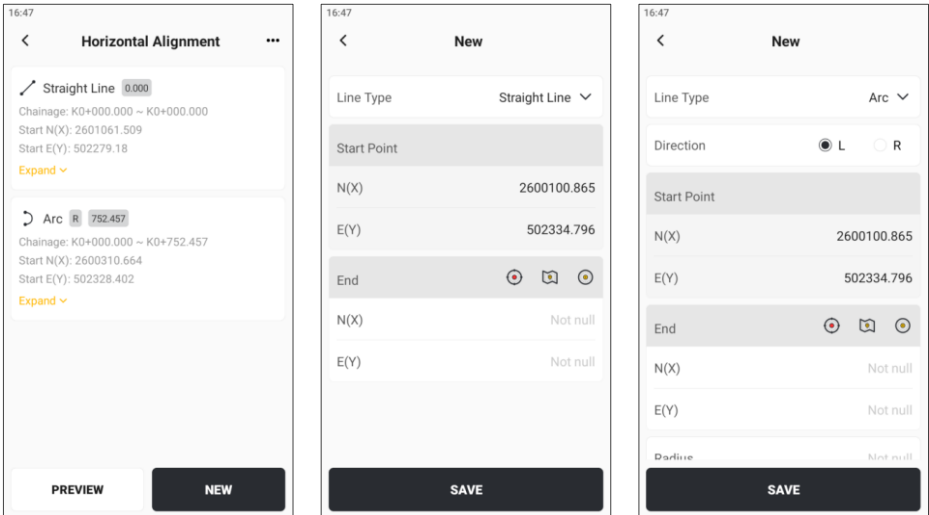 16:47
Horizontal Alignment
Straight Line 0.000
Chainage: K0+000.000 ~ K0+000.000
Start N(X): 2601061.509
Start E(Y): 502279.18
Expand
Arc R 752.457
Chainage: K0+000.000 ~ K0+752.457
Start N(X): 2600310.664
Start E(Y): 502328.402
Expand
PREVIEW NEW
16:47
New
Line Type Straight Line
Start Point
N(X) 2600100.865
E(Y) 502334.796
End
N(X) Not null
E(Y) Not null
SAVE
16:47
New
Line Type Arc
Direction L R
Start Point
N(X) 2600100.865
E(Y) 502334.796
End
N(X) Not null
E(Y) Not null
Radius Not null
SAVE